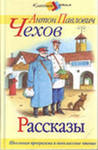 Антон Павлович
Чехов
Рассказы
Школьная программа и внеклассное чтение